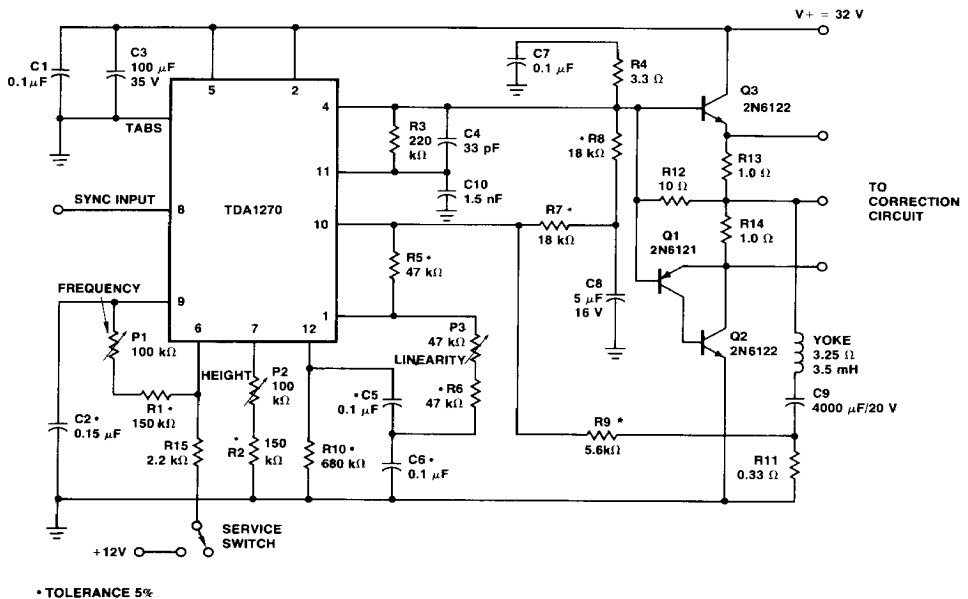 V+ = 32 V
C1
0.1µF
C3
100 µF
35 V
C7
0.1 µF
R4
3.3 Ω
5
2
TABS
4
Q3
2N6122
R3
220
kΩ
C4
33 pF
* R8
18 kΩ
R13
1.0 Ω
11
C10
1.5 nF
R12
10 Ω
TO
CORRECTION
CIRCUIT
SYNC INPUT
8
TDA1270
10
R7 *
18 kΩ
R14
1.0 Ω
Q1
2N6121
R5 *
47 kΩ
C8
5 µF
16 V
FREQUENCY
9
6
7
12
1
P1
100 kΩ
HEIGHT
P2
100
kΩ
P3
47 kΩ
LINEARITY
Q2
2N6122
YOKE
3.25 Ω
3.5 mH
*C5
0.1 µF
* R6
47 kΩ
C9
4000 µF/20 V
R1 *
150 kΩ
C2 *
0.15 µF
R15
2.2 kΩ
*
R2
150
kΩ
R10 *
680 kΩ
C6 *
0.1 µF
R9 *
5.6kΩ
R11
0.33 Ω
SERVICE
SWITCH
+12V
* TOLERANCE 5%